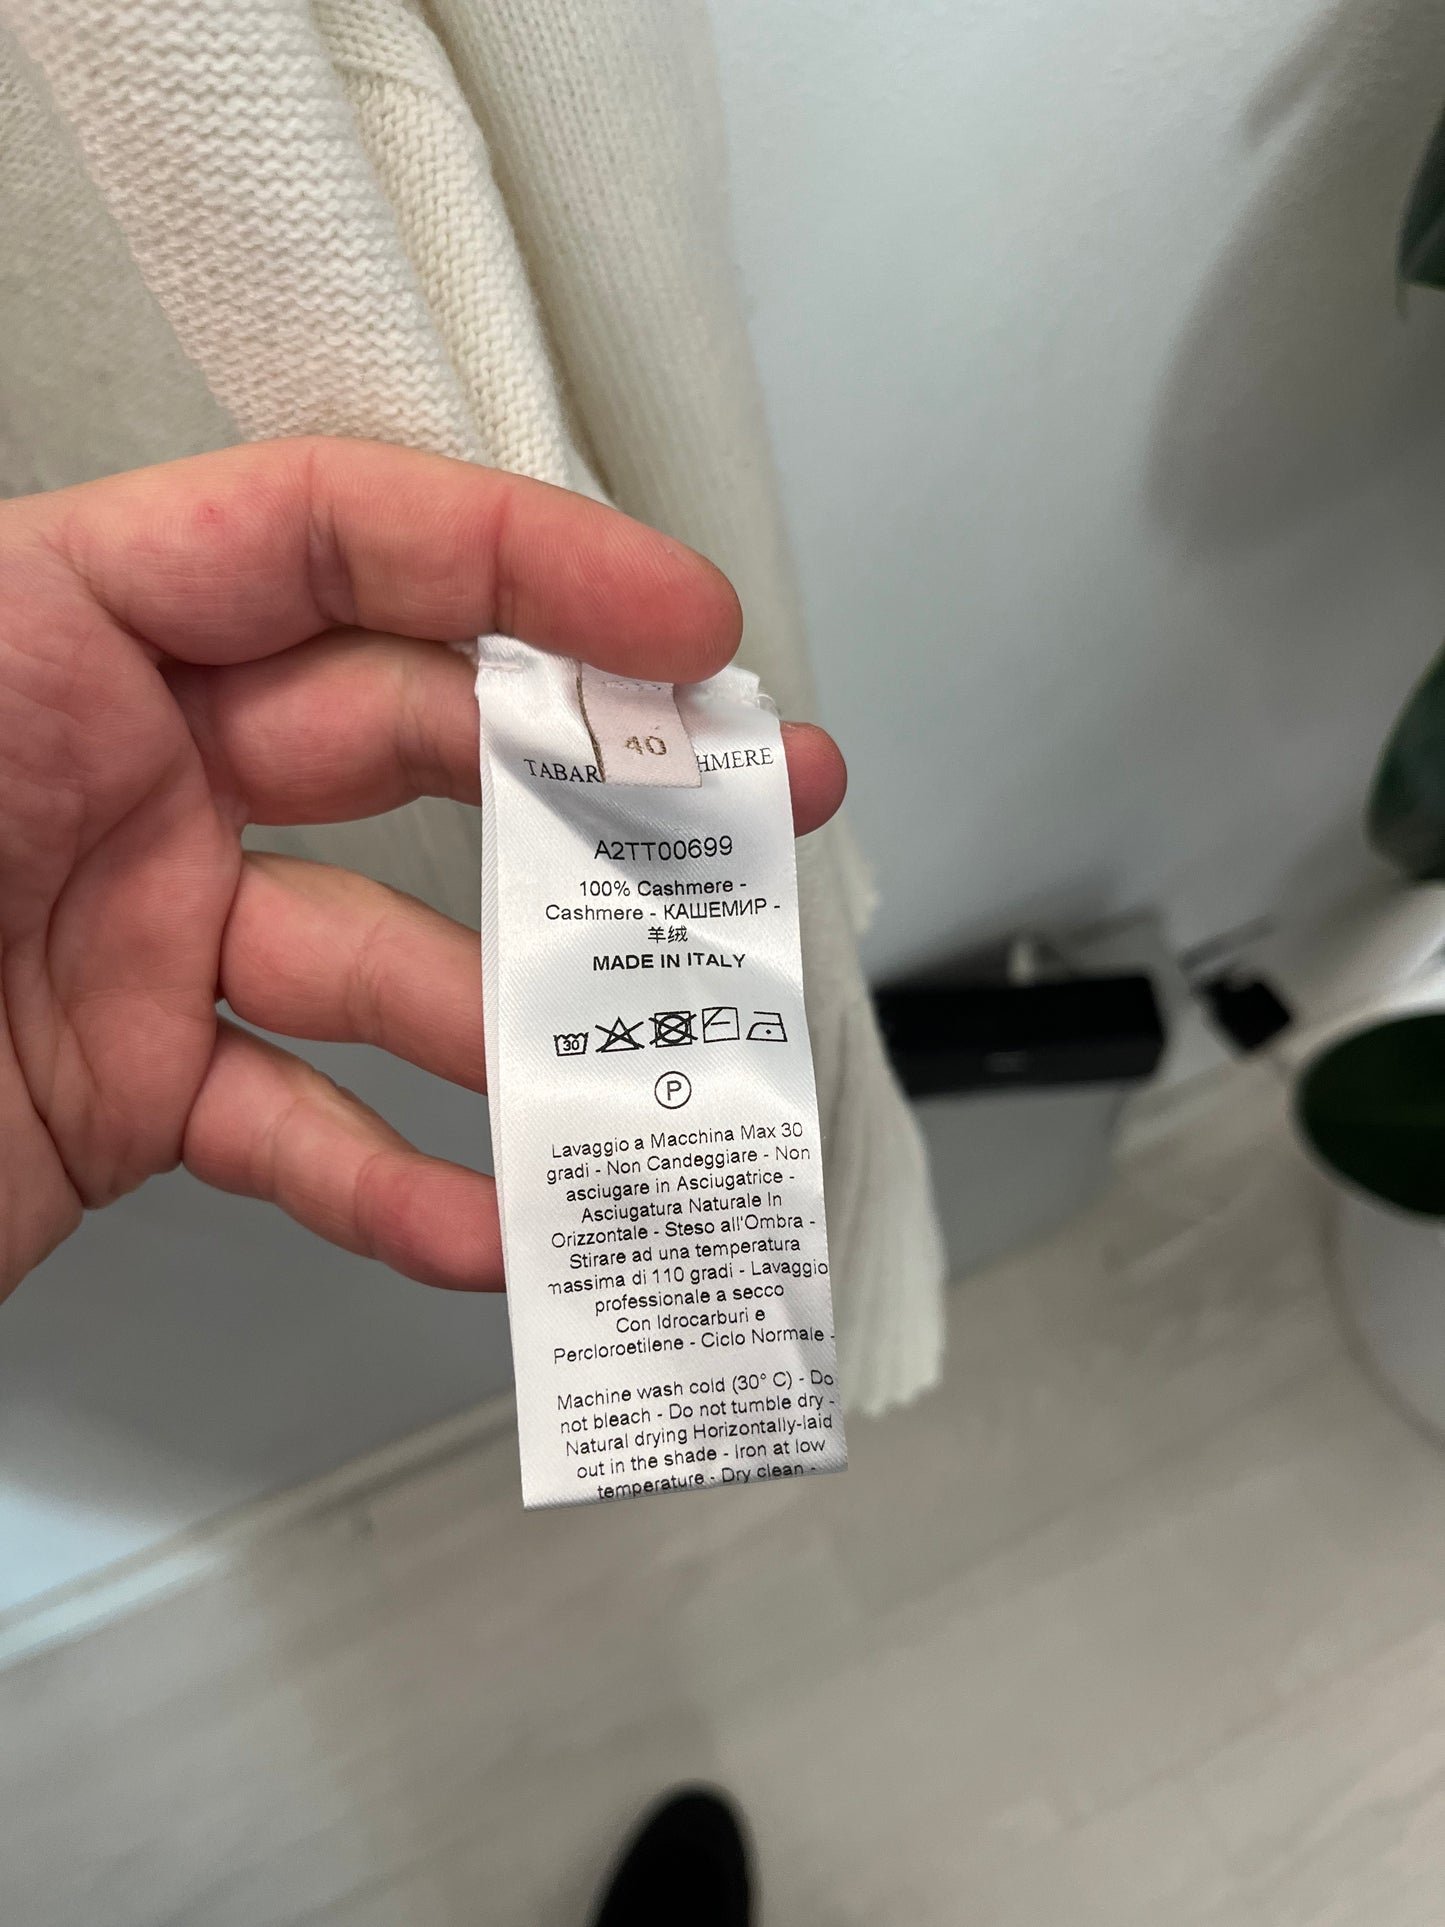 40
TABAR HMERE
A2TT00699
100% Cashmere -
Cashmere - КАШЕМИР -
羊绒
MADE IN ITALY
30
P
Lavaggio a Macchina Max 30
gradi - Non Candeggiare - Non
asciugare in Asciugatrice -
Asciugatura Naturale In
Orizzontale - Steso all'Ombra -
Stirare ad una temperatura
massima di 110 gradi - Lavaggio
professionale a secco
Con Idrocarburi e
Percloroetilene - Ciclo Normale -
Machine wash cold (30° C) - Do
not bleach - Do not tumble dry -
Natural drying Horizontally-laid
out in the shade - Iron at low
temperature - Dry clean -